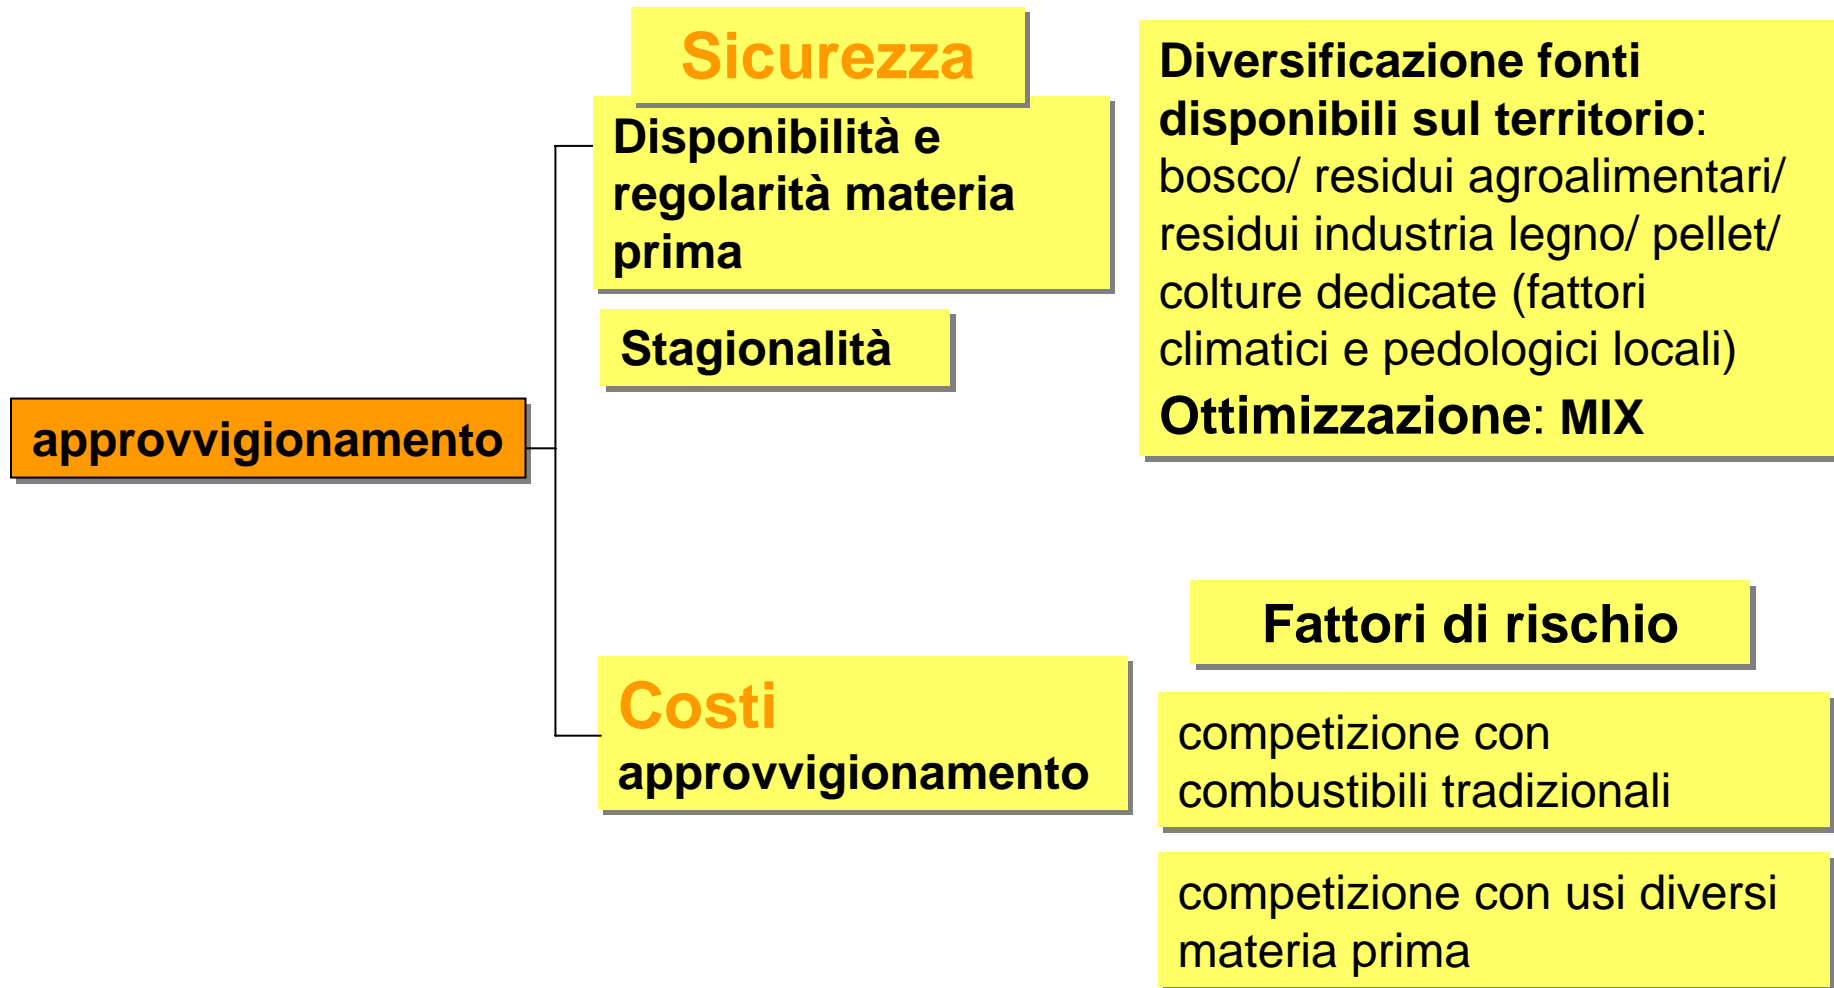 Sicurezza
Disponibilità e
regolarità materia
prima
Stagionalità
Diversificazione fonti
disponibili sul territorio:
bosco/ residui agroalimentari/
residui industria legno/ pellet/
colture dedicate (fattori
climatici e pedologici locali)
Ottimizzazione: MIX
approvvigionamento
Costi
approvvigionamento
Fattori di rischio
competizione con
combustibili tradizionali
competizione con usi diversi
materia prima